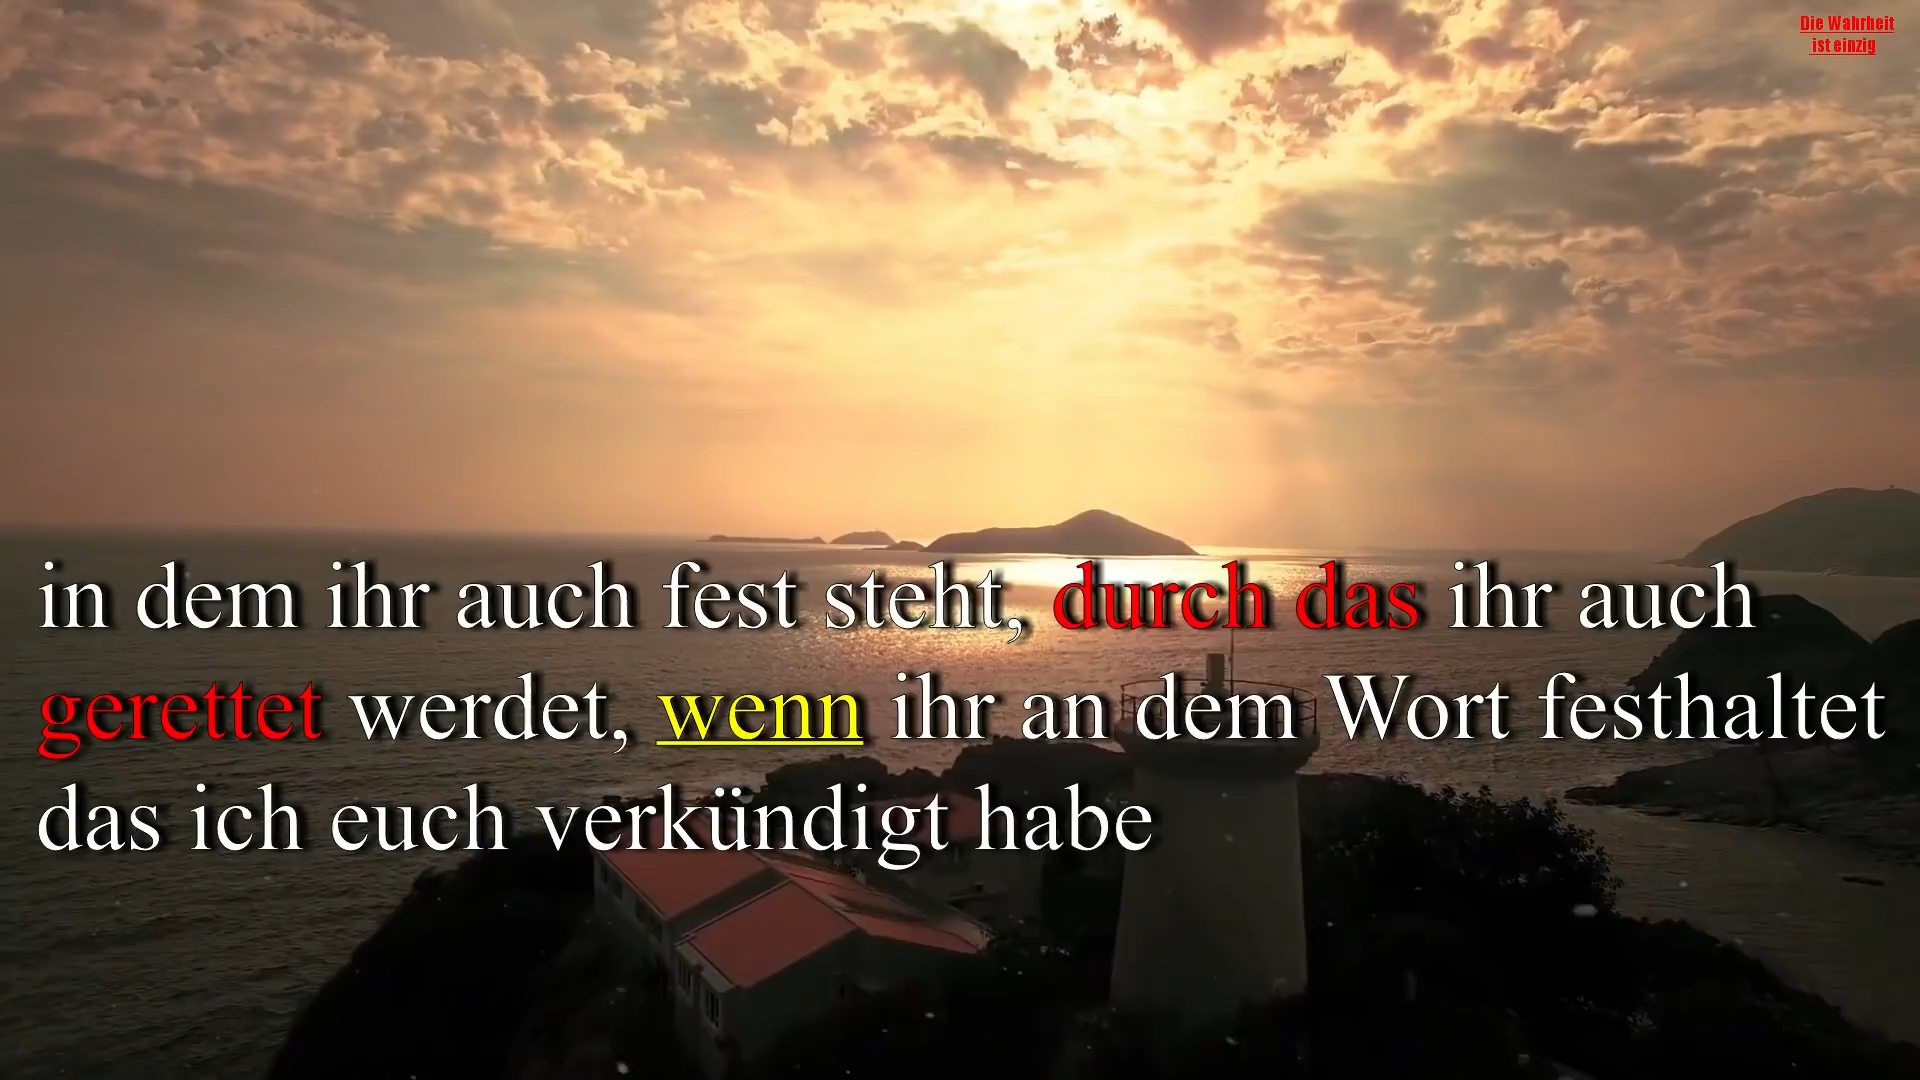 Die Wahrheit
ist einzig
in dem ihr auch fest steht, durch das ihr auch
gerettet werdet, wenn ihr an dem Wort festhaltet
das ich euch verkündigt habe